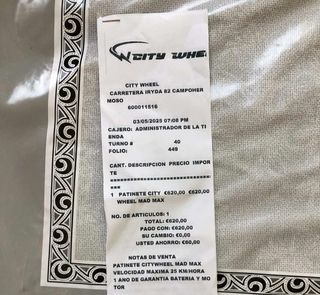 CITY WHEE
CITY WHEEL
CARRETERA IRYDA 82 CAMPOHER
MOSO
600011516
03/05/2025 07:08 PM
CAJERO: ADMINISTRADOR DE LA TI
ENDA
TURNO # 40
FOLIO: 449
CANT. DESCRIPCION PRECIO IMPOR
TE
==============================
===
1 PATINETE CITY €620,00 €620,00
WHEEL MAD MAX
NO. DE ARTICULOS: 1
TOTAL: €620,00
PAGO CON: €620,00
SU CAMBIO: €0,00
USTED AHORRO: €60,00
NOTAS DE VENTA
PATINETE CITYWHEEL MAD MAX
VELOCIDAD MAXIMA 25 KM/HORA
1 ANO DE GARANTIA BATERIA Y MO
TOR